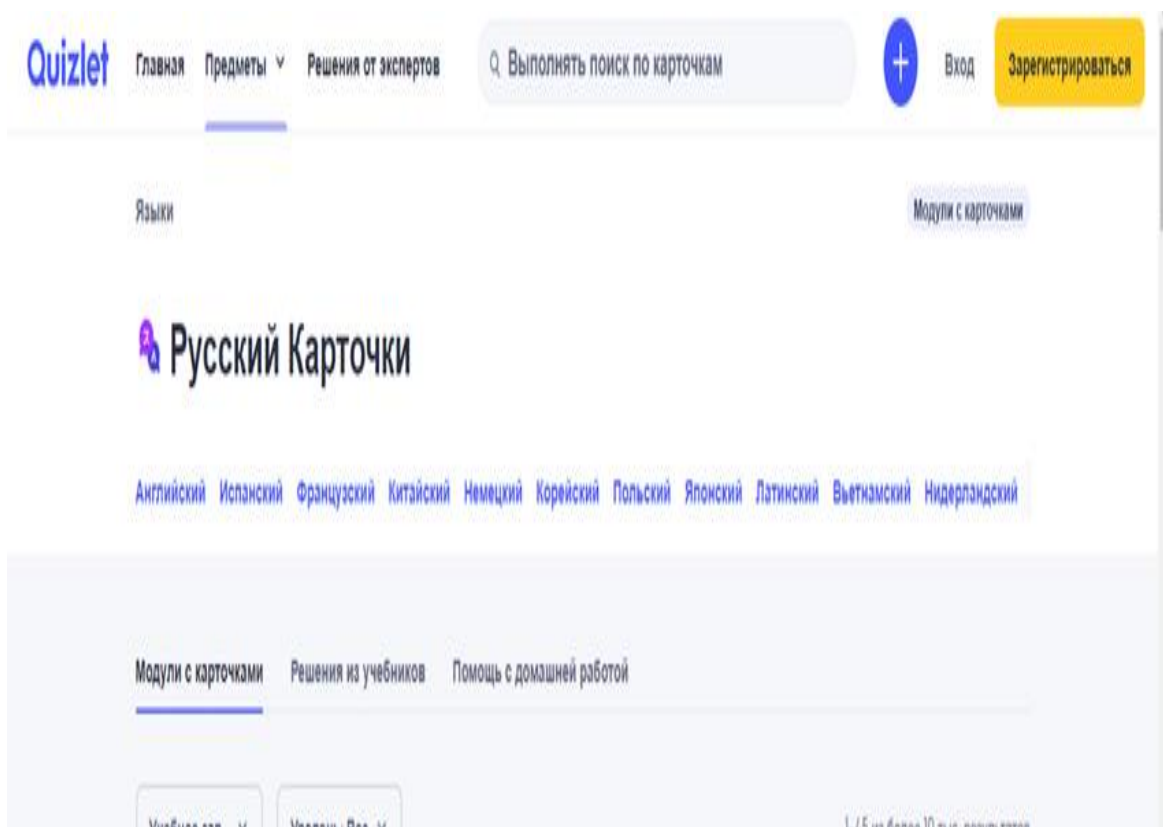 Quizlet Главная Предметы Решения от экспертов Выполнять поиск по карточкам + Вход Зарегистрироваться
Языки Модули с карточками
Русский Карточки
Английский Испанский Французский Китайский Немецкий Корейский Польский Японский Латинский Вьетнамский Нидерландский
Модули с карточками Решения из учебников Помощь с домашней работой